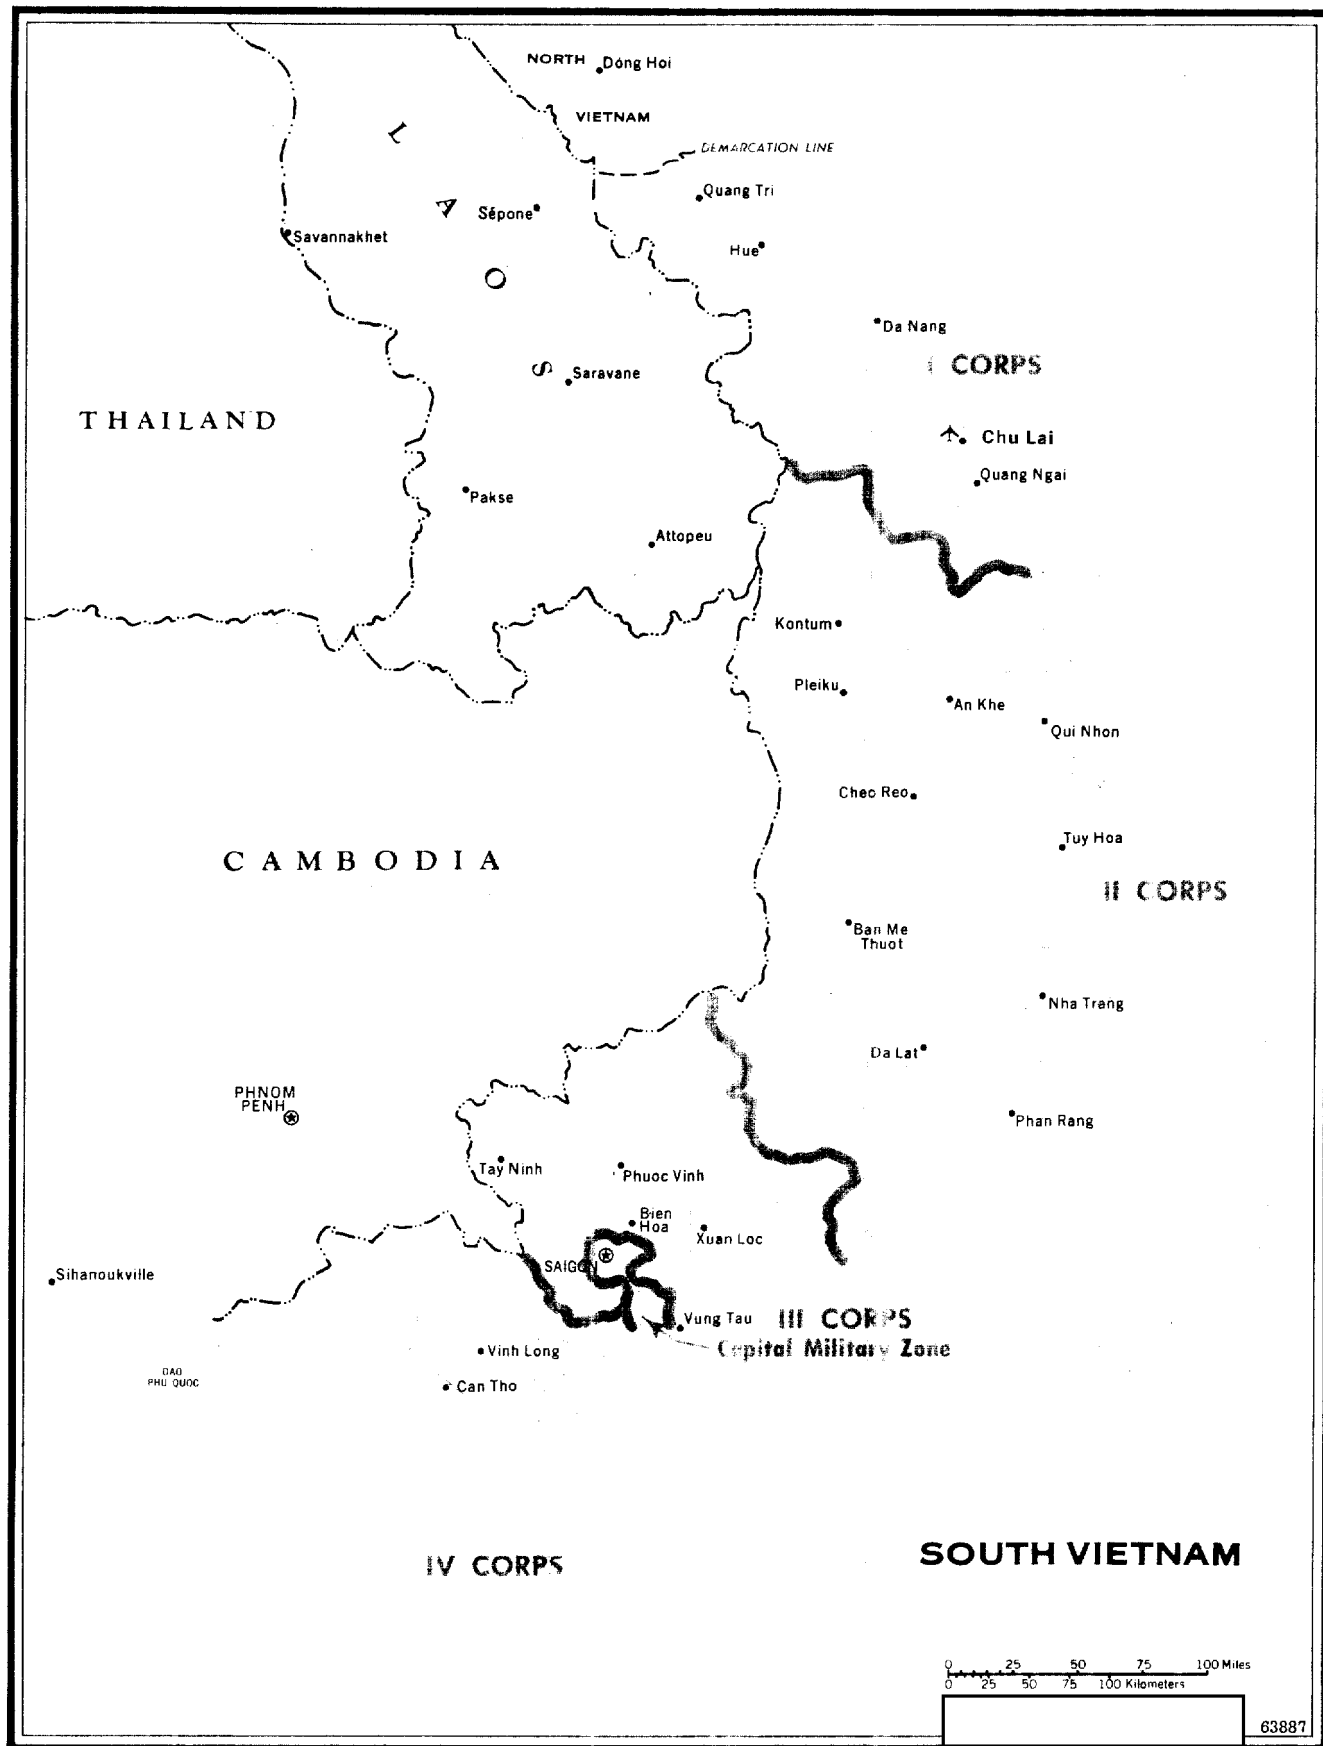 NORTH
Dong Hoi
VIETNAM
DEMARCATION LINE
L A O S
Quang Tri
Sépone
Savannakhet
Hue
Da Nang
I CORPS
Saravane
THAILAND
Chu Lai
Quang Ngai
Pakse
Attopeu
Kontum
Pleiku
An Khe
Qui Nhon
Cheo Reo
Tuy Hoa
CAMBODIA
II CORPS
Ban Me
Thuot
Nha Trang
Da Lat
PHNOM
PENH
Phan Rang
Tay Ninh
Phuoc Vinh
Bien
Hoa
Xuan Loc
SAIGON
Sihanoukville
Vung Tau
III CORPS
Capital Military Zone
Vinh Long
DAO
PHU QUOC
Can Tho
SOUTH VIETNAM
IV CORPS
0 25 50 75 100 Miles
0 25 50 75 100 Kilometers
63887